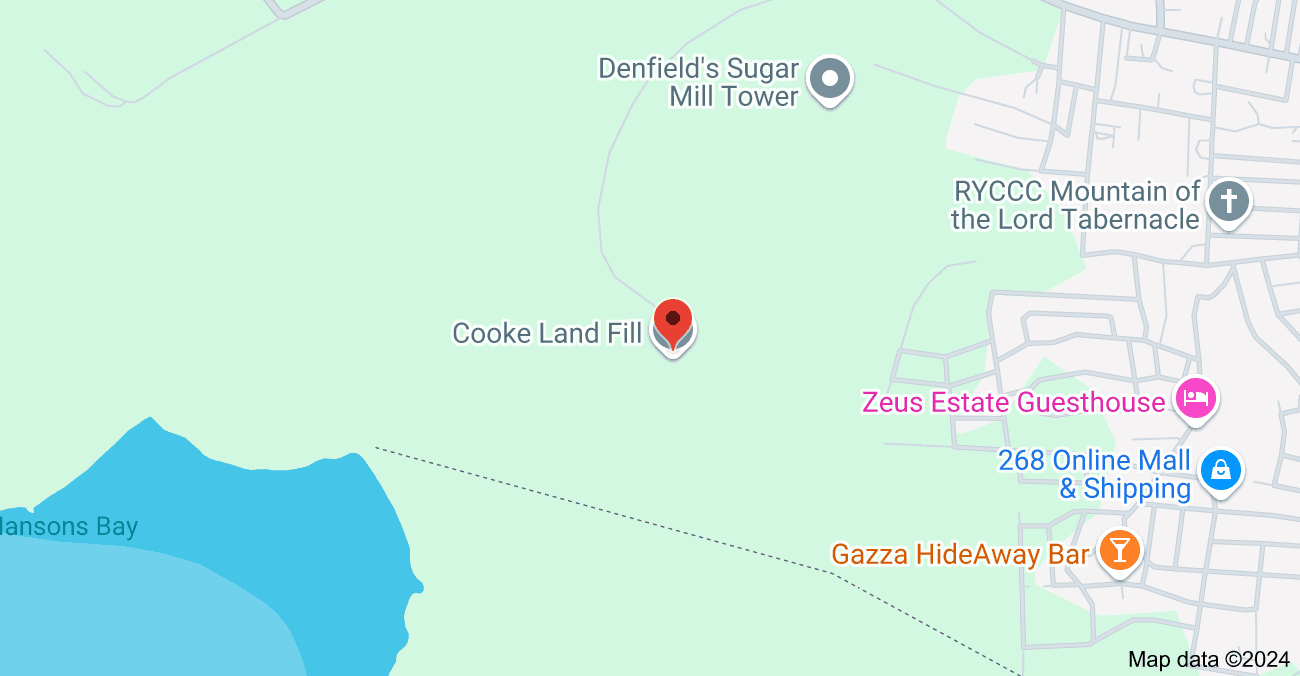 Denfield's Sugar
Mill Tower
RYCCC Mountain of
the Lord Tabernacle
Cooke Land Fill
Zeus Estate Guesthouse
268 Online Mall
& Shipping
Bay
Gazza HideAway Bar
Map data ©2024